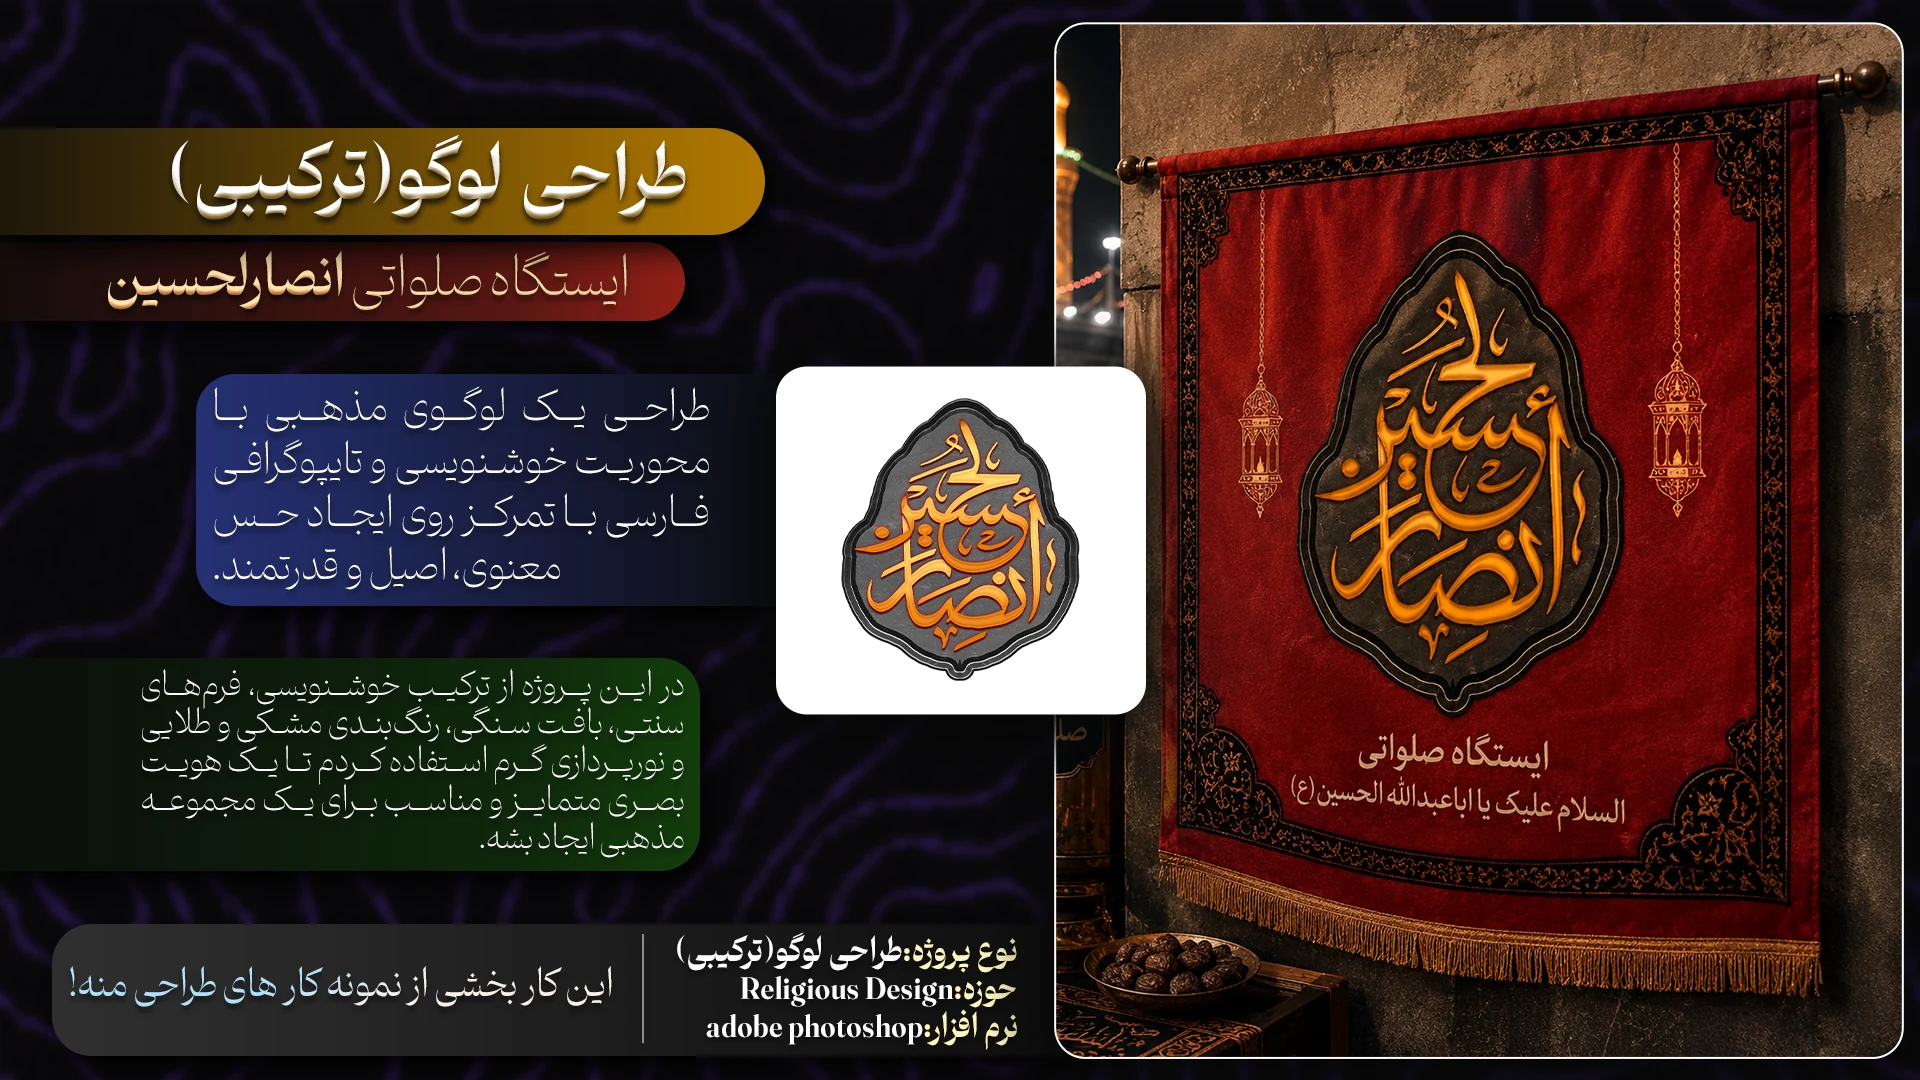 طراحی لوگو(ترکیبی)
ایستگاه صلواتی انصارلحسین
طراحی یک لوگوی مذهبی با
محوریت خوشنویسی و تایپوگرافی
فارسی با تمرکز روی ایجاد حس
معنوی، اصیل و قدرتمند.
در این پروژه از ترکیب خوشنویسی، فرم‌های
سنتی، بافت سنگی، رنگ‌بندی مشکی و طلایی
و نورپردازی گرم استفاده کردم تا یک هویت
بصری متمایز و مناسب برای یک مجموعه
مذهبی ایجاد بشه.
نوع پروژه:طراحی لوگو(ترکیبی)
حوزه:Religious Design
نرم افزار:adobe photoshop
این کار بخشی از نمونه کار های طراحی منه!
أنصار
لحسین
أنصار
لحسین
ایستگاه صلواتی
السلام علیک یا اباعبدالله الحسین(ع)